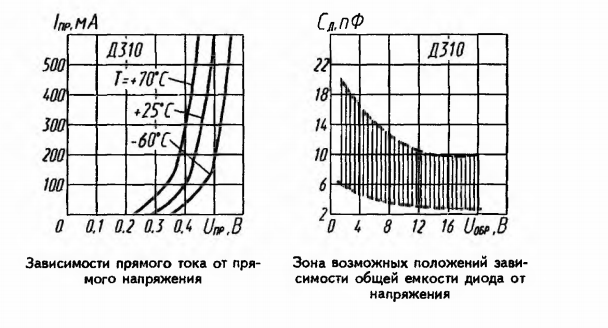 Iпр, мА
Д310
500
T=+70°C
400
+25°C
300
-60°C
200
100
0 0,1 0,2 0,3 0,4 Uпр, В
Зависимости прямого тока от пря-
мого напряжения
Cд, пФ
22
Д310
18
14
10
6
2
0 4 8 12 16 Uобр, В
Зона возможных положений зави-
симости общей емкости диода от
напряжения